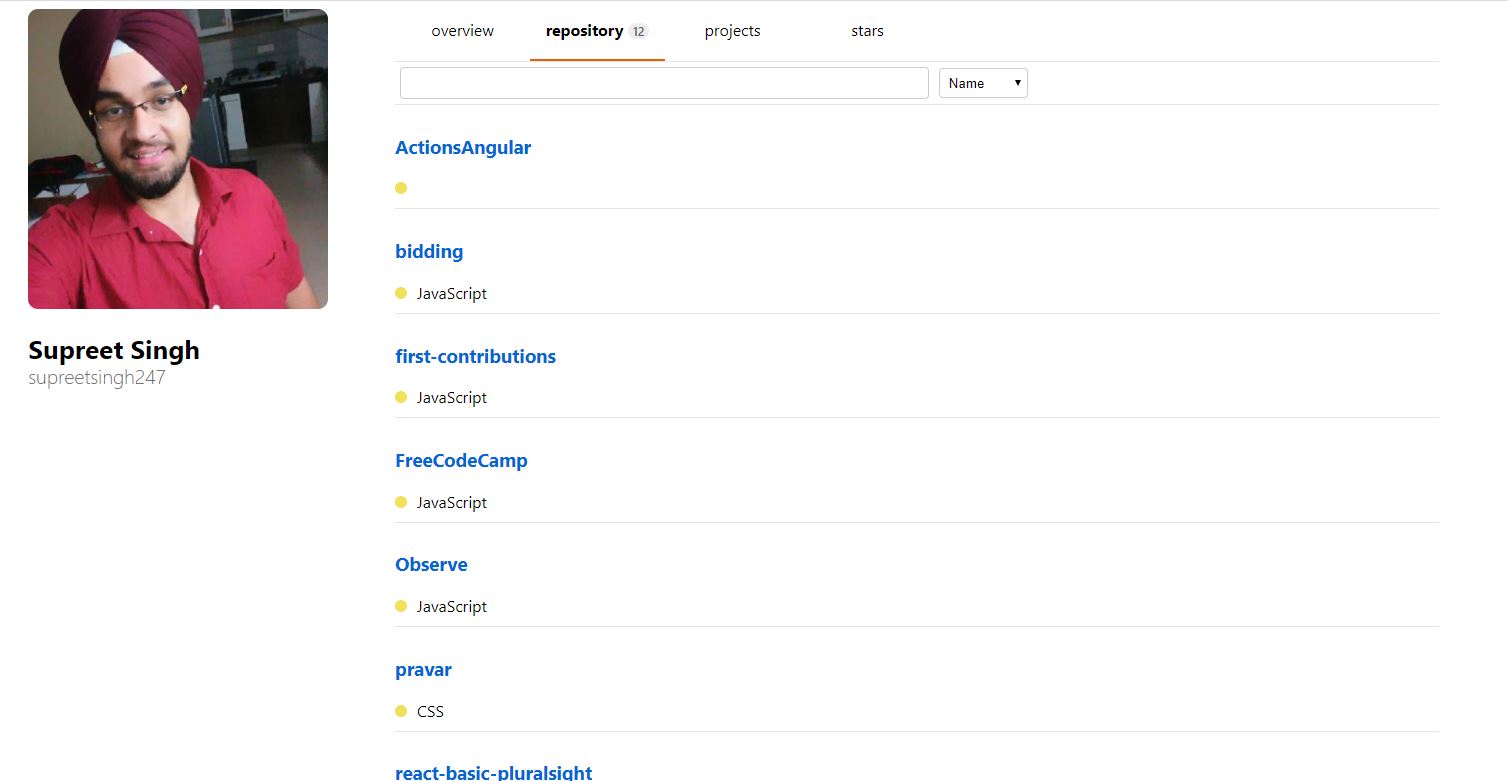 overview repository 12 projects stars
Name
ActionsAngular
bidding
JavaScript
first-contributions
JavaScript
FreeCodeCamp
JavaScript
Observe
JavaScript
pravar
CSS
react-basic-pluralsight
Supreet Singh
supreetsingh247